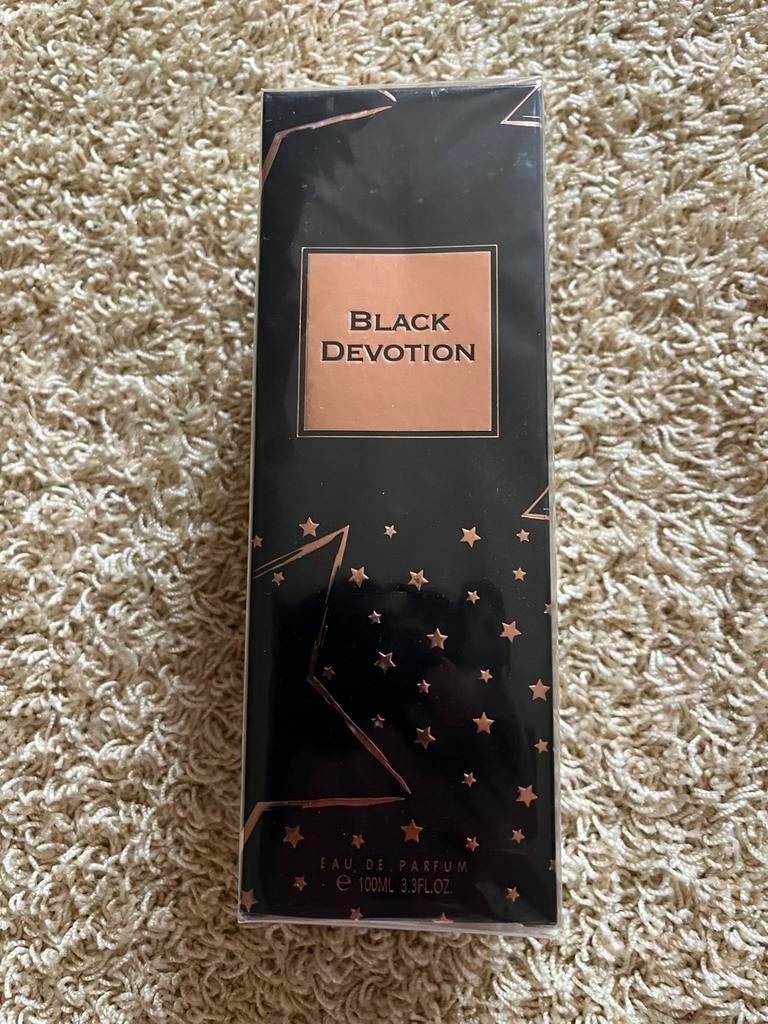 BLACK
DEVOTION
EAU DE PARFUM
℮ 100ML 3.3FL.OZ.